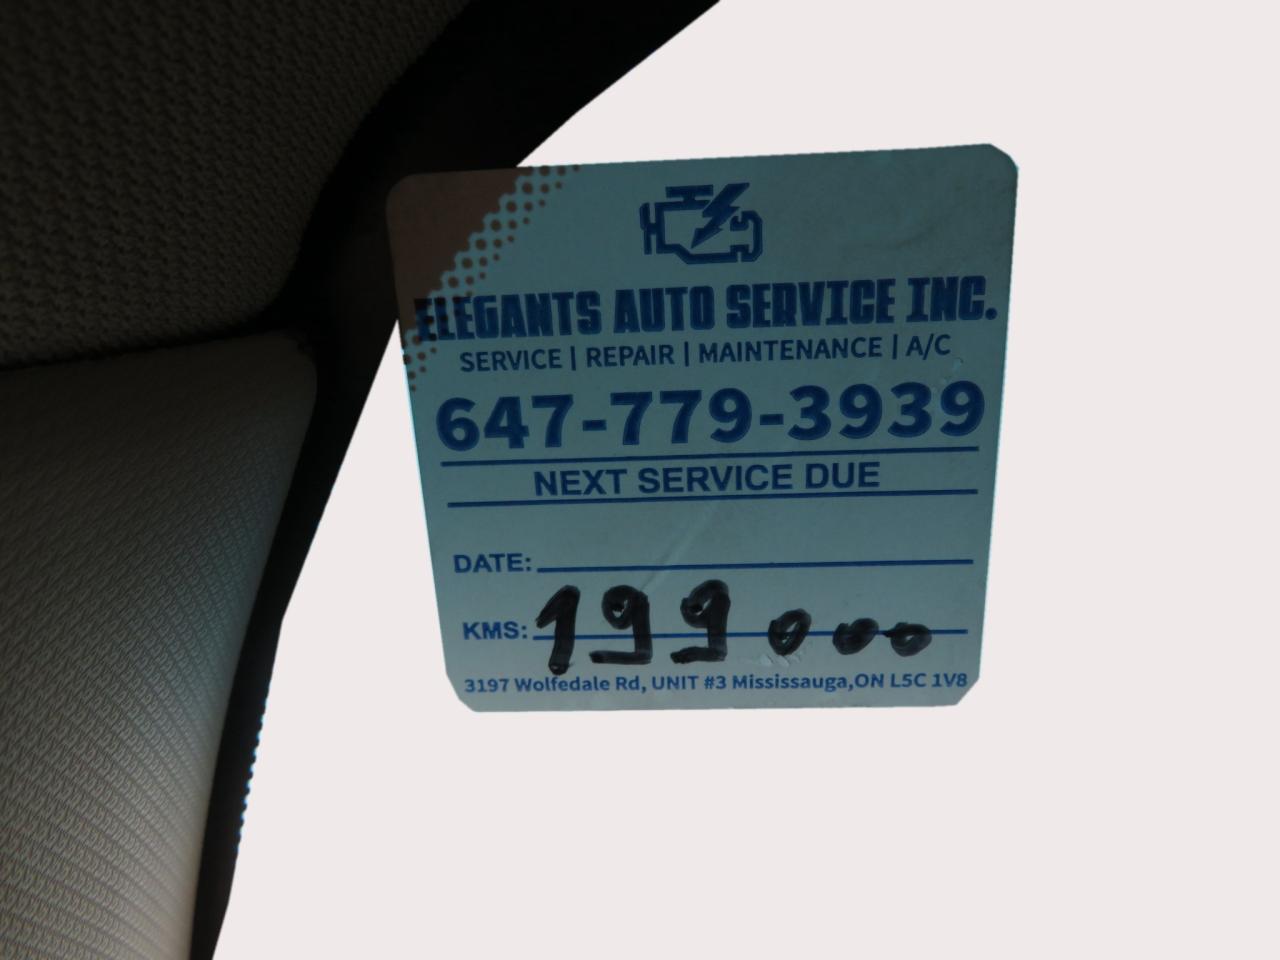 ELEGANTS AUTO SERVICE INC.
SERVICE | REPAIR | MAINTENANCE | A/C
647-779-3939
NEXT SERVICE DUE
DATE:
KMS: 199000
3197 Wolfedale Rd, UNIT #3 Mississauga,ON L5C 1V8